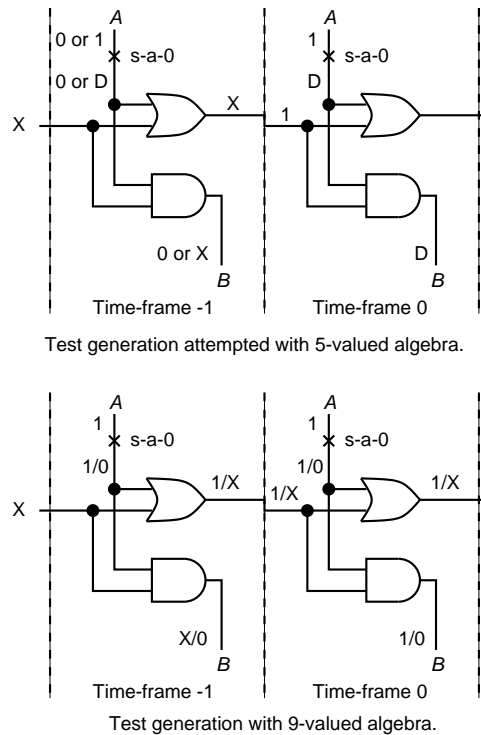 A A
0 or 1 1
s-a-0 s-a-0
0 or D D
X X 1
0 or X D
B B
Time-frame -1 Time-frame 0
Test generation attempted with 5-valued algebra.
A A
1 1
s-a-0 s-a-0
1/0 1/0
1/X 1/X 1/X
X
X/0 1/0
B B
Time-frame -1 Time-frame 0
Test generation with 9-valued algebra.